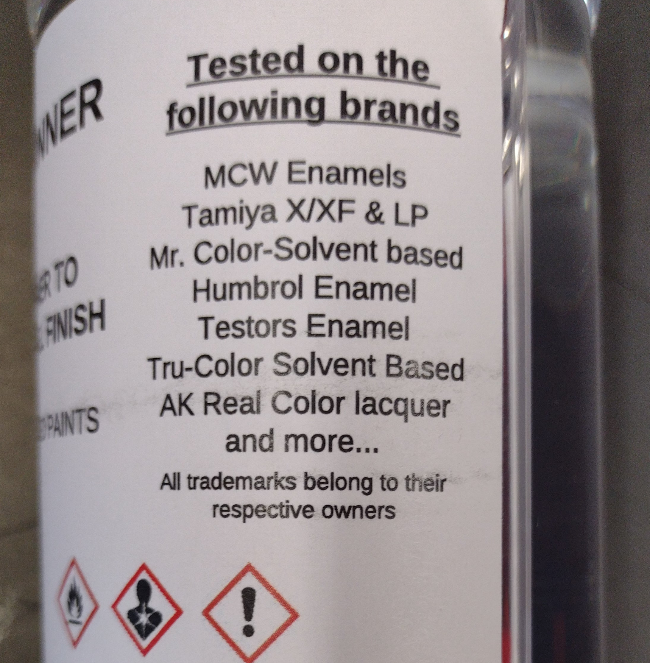 Tested on the
following brands
MCW Enamels
Tamiya X/XF & LP
Mr. Color-Solvent based
Humbrol Enamel
Testors Enamel
Tru-Color Solvent Based
AK Real Color lacquer
and more...
All trademarks belong to their
respective owners
NNER
TO
FINISH
PAINTS